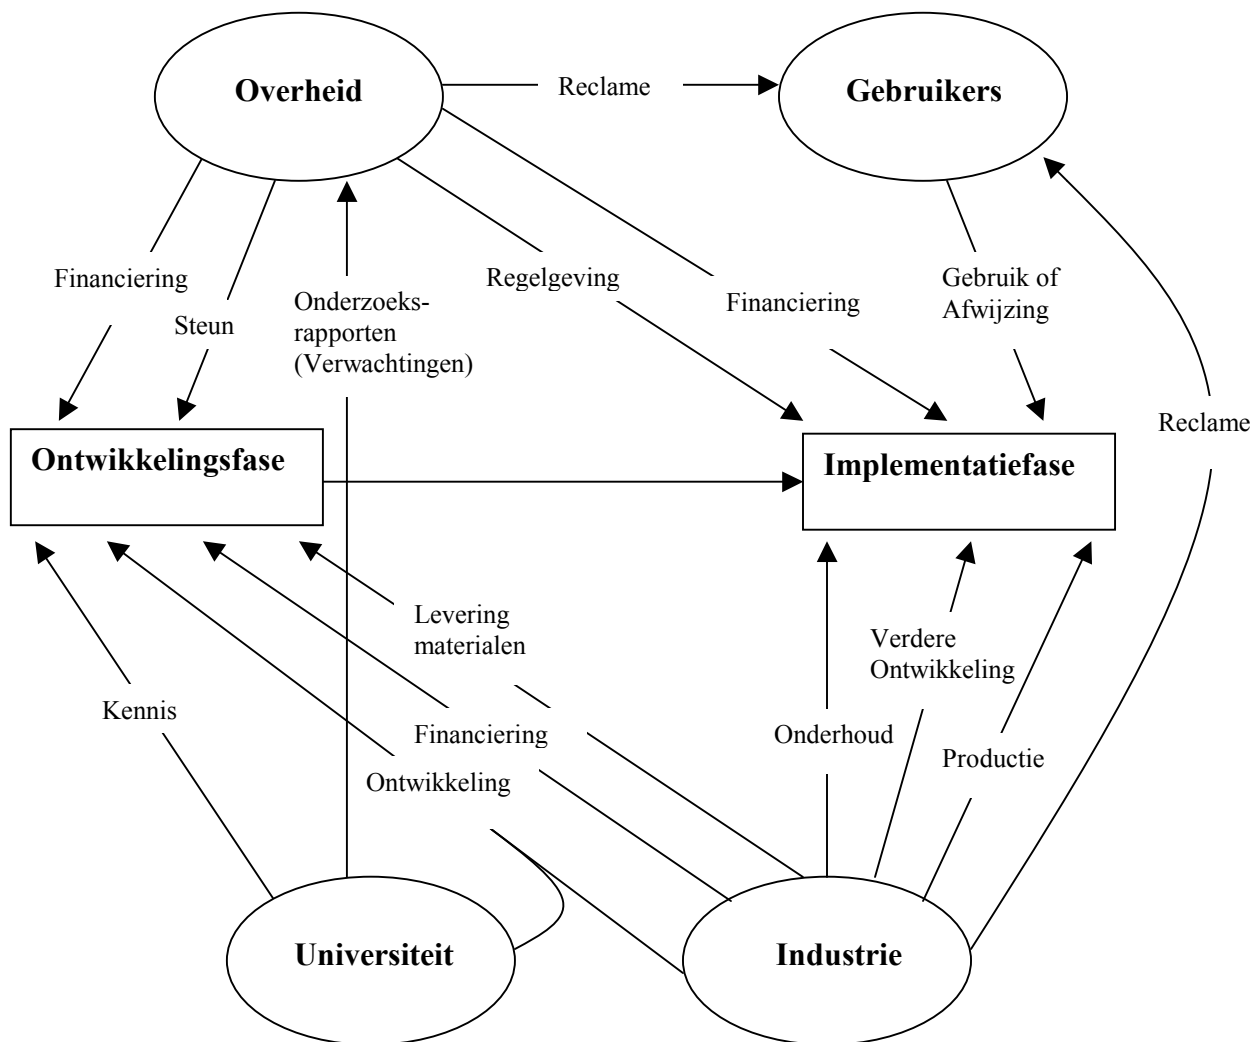 Overheid
Reclame
Gebruikers
Financiering
Steun
Onderzoeks-
rapporten
(Verwachtingen)
Regelgeving
Financiering
Gebruik of
Afwijzing
Reclame
Ontwikkelingsfase
Implementatiefase
Levering
materialen
Verdere
Ontwikkeling
Kennis
Financiering
Ontwikkeling
Onderhoud
Productie
Universiteit
Industrie